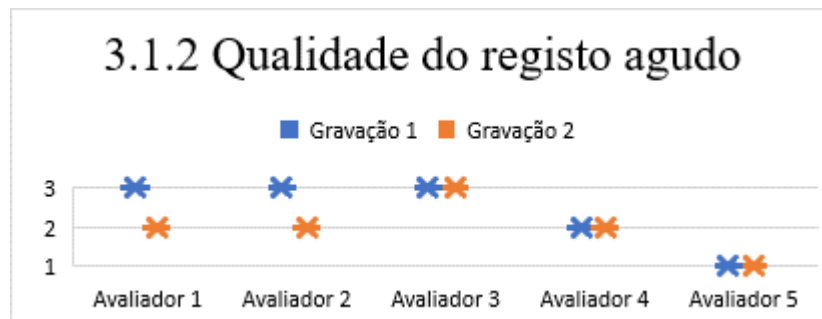 3.1.2 Qualidade do registo agudo
Gravação 1 Gravação 2
3
2
1
Avaliador 1 Avaliador 2 Avaliador 3 Avaliador 4 Avaliador 5